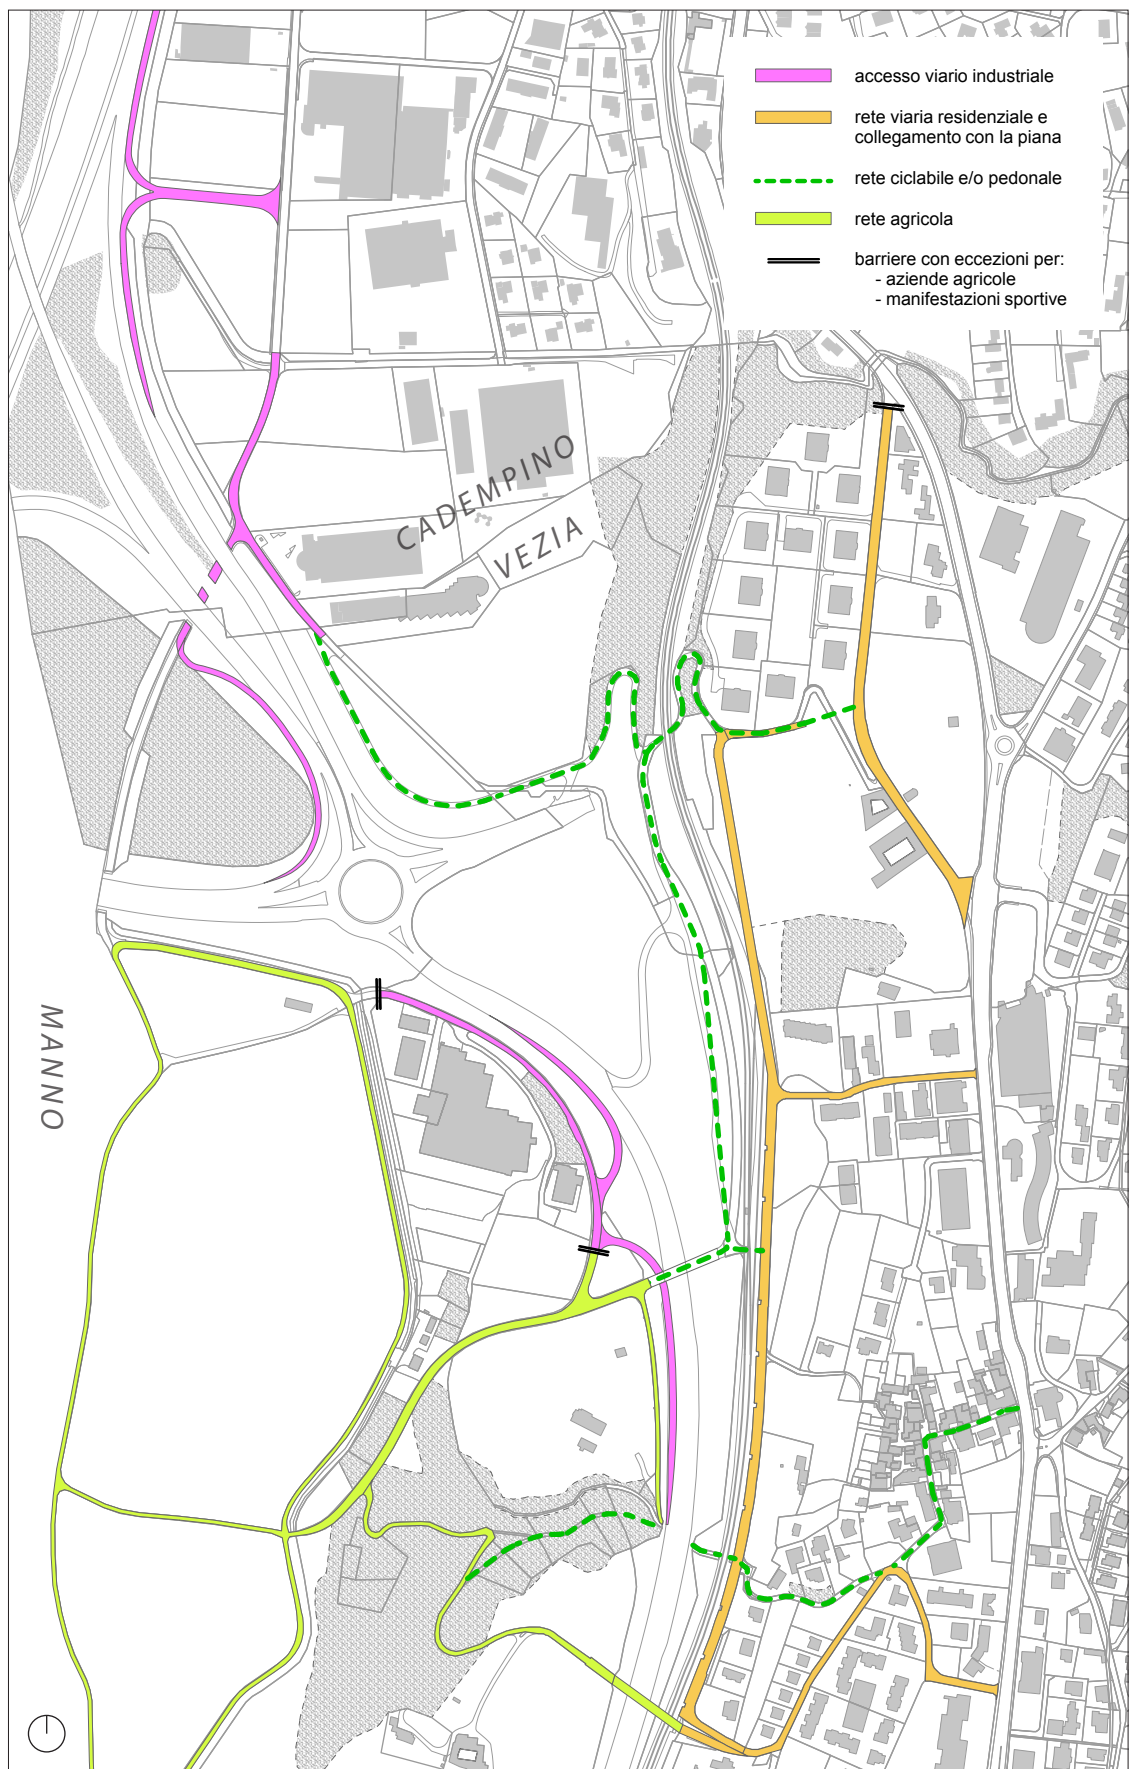 accesso viario industriale
rete viaria residenziale e
collegamento con la piana
rete ciclabile e/o pedonale
rete agricola
barriere con eccezioni per:
- aziende agricole
- manifestazioni sportive
CADEMPINO
VEZIA
MANNO